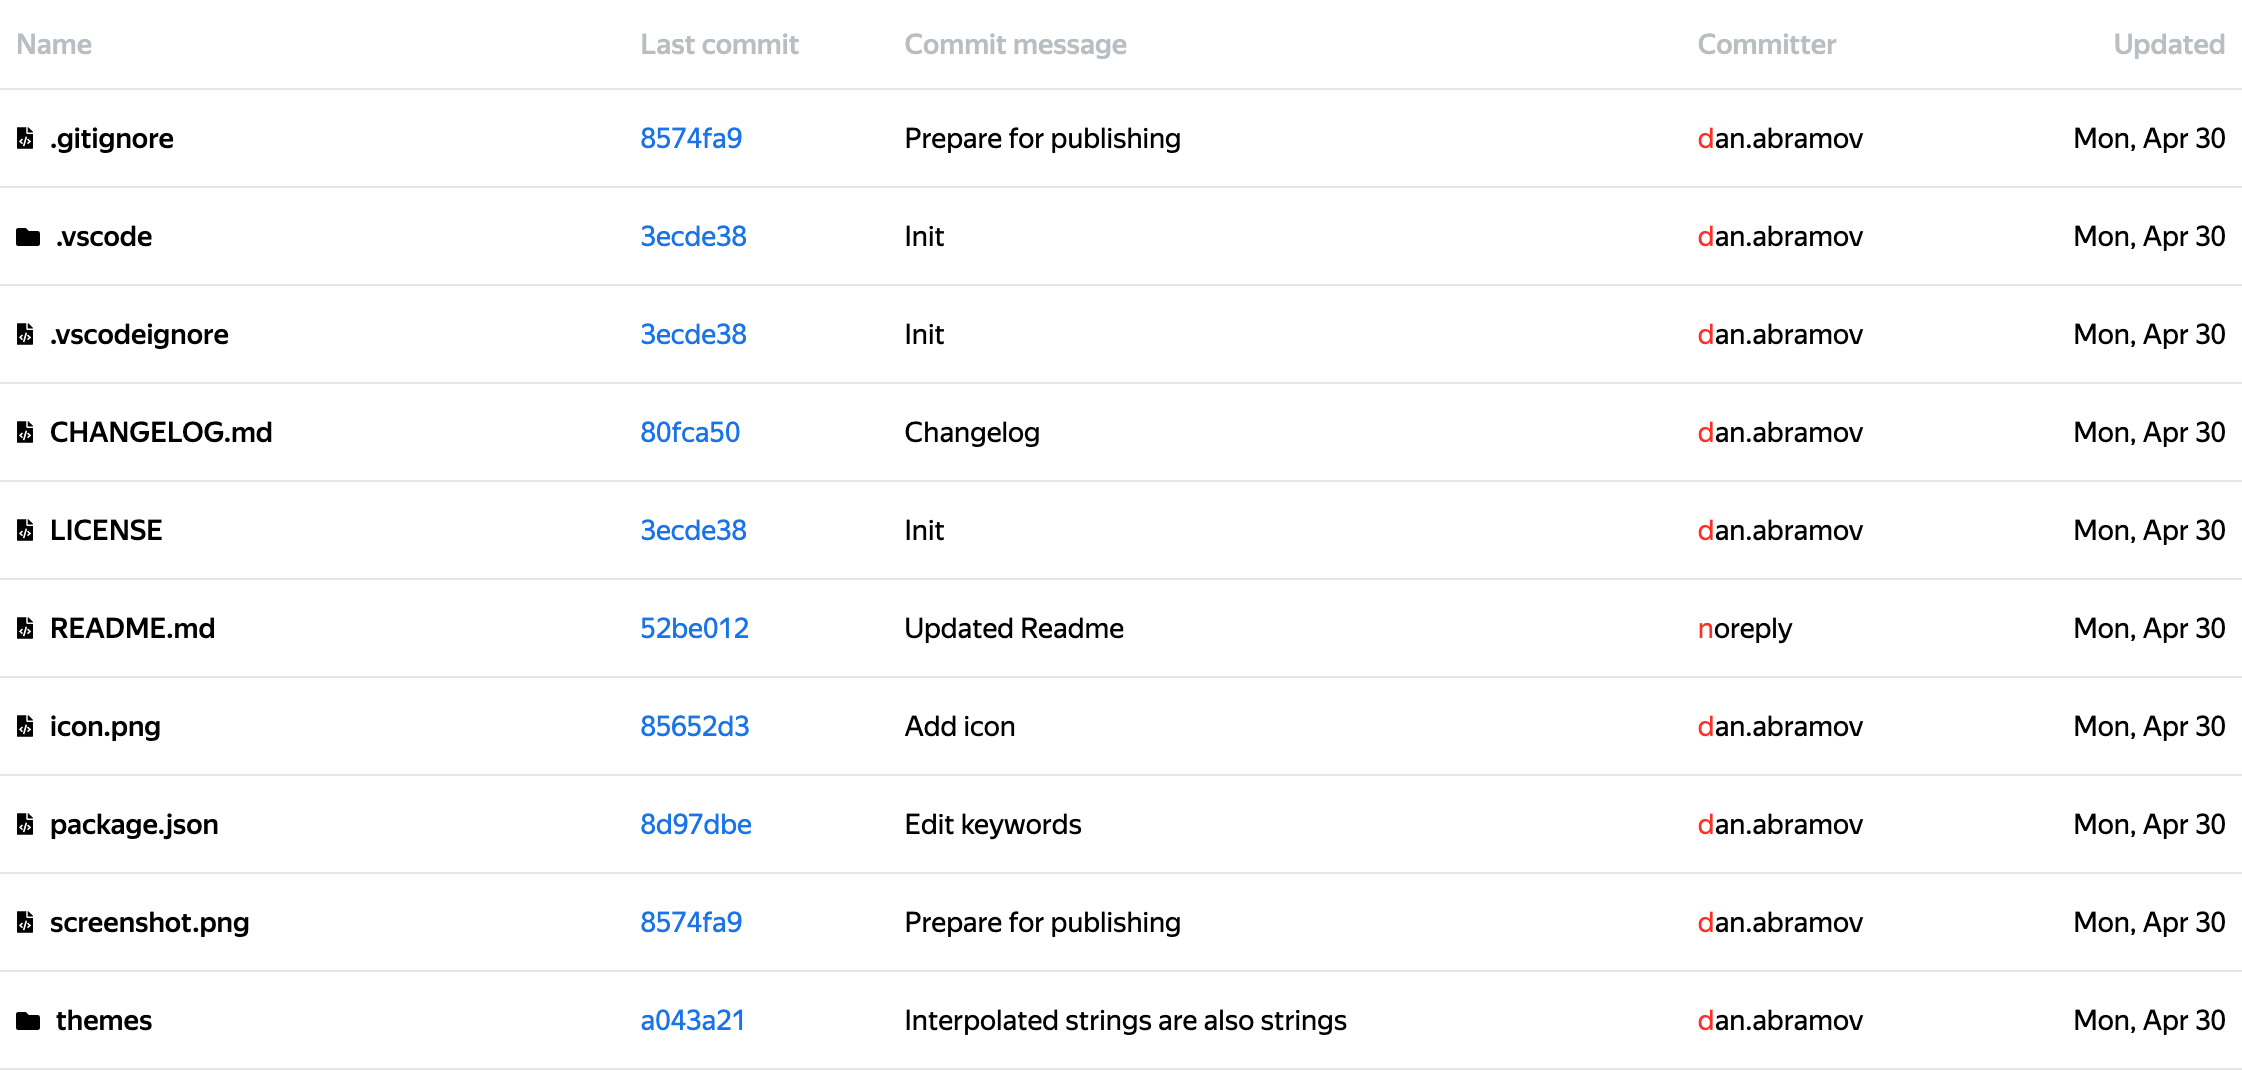 Name Last commit Commit message Committer Updated
.gitignore 8574fa9 Prepare for publishing dan.abramov Mon, Apr 30
.vscode 3ecde38 Init dan.abramov Mon, Apr 30
.vscodeignore 3ecde38 Init dan.abramov Mon, Apr 30
CHANGELOG.md 80fca50 Changelog dan.abramov Mon, Apr 30
LICENSE 3ecde38 Init dan.abramov Mon, Apr 30
README.md 52be012 Updated Readme noreply Mon, Apr 30
icon.png 85652d3 Add icon dan.abramov Mon, Apr 30
package.json 8d97dbe Edit keywords dan.abramov Mon, Apr 30
screenshot.png 8574fa9 Prepare for publishing dan.abramov Mon, Apr 30
themes a043a21 Interpolated strings are also strings dan.abramov Mon, Apr 30